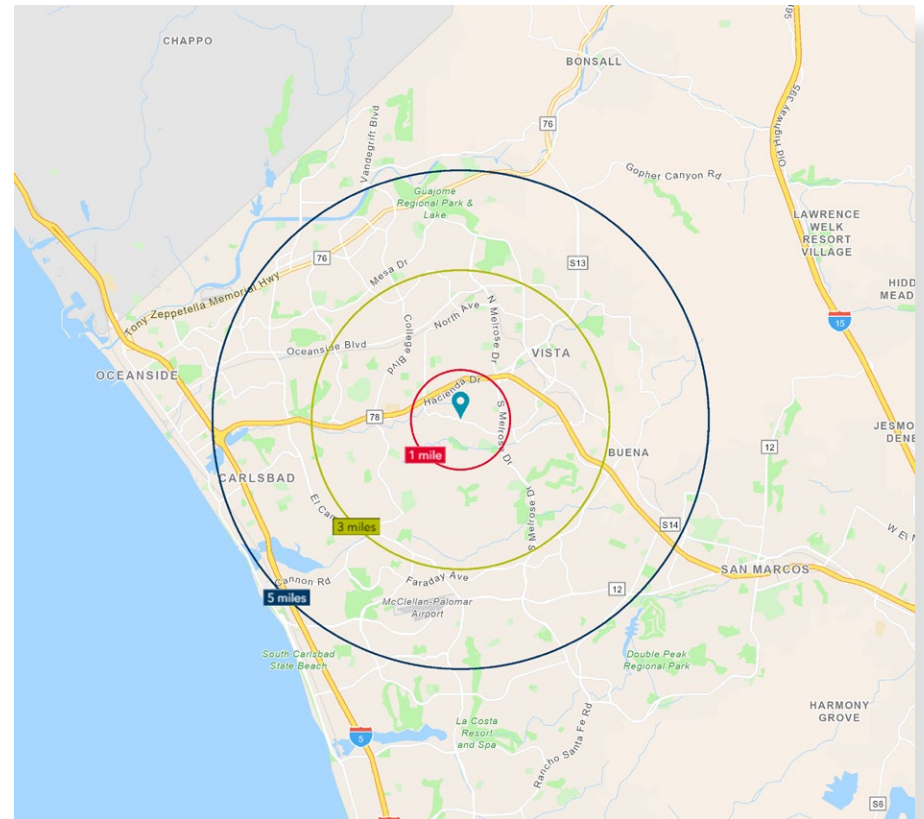 CHAPPO
BONSALL
395
Old Highway 395
76
Vandegrift Blvd
Gopher Canyon Rd
Guajome
Regional Park &
Lake
LAWRENCE
WELK
RESORT
VILLAGE
76
S13
Mesa Dr
HIDD
MEAD
Tony Zeppetella Memorial Hwy
N Melrose Dr
North Ave
College Blvd
15
Oceanside Blvd
VISTA
OCEANSIDE
Hacienda Dr
78
S Melrose Dr
JESMO
DENE
12
BUENA
1 mile
CARLSBAD
El Cam
S Melrose Dr
3 miles
S14
W El N
SAN MARCOS
Cannon Rd
Faraday Ave
12
5 miles
McClellan-Palomar
Airport
South Carlsbad
State Beach
Double Peak
Regional Park
La Costa
Resort
and Spa
Rancho Santa Fe Rd
HARMONY
GROVE
5
S6